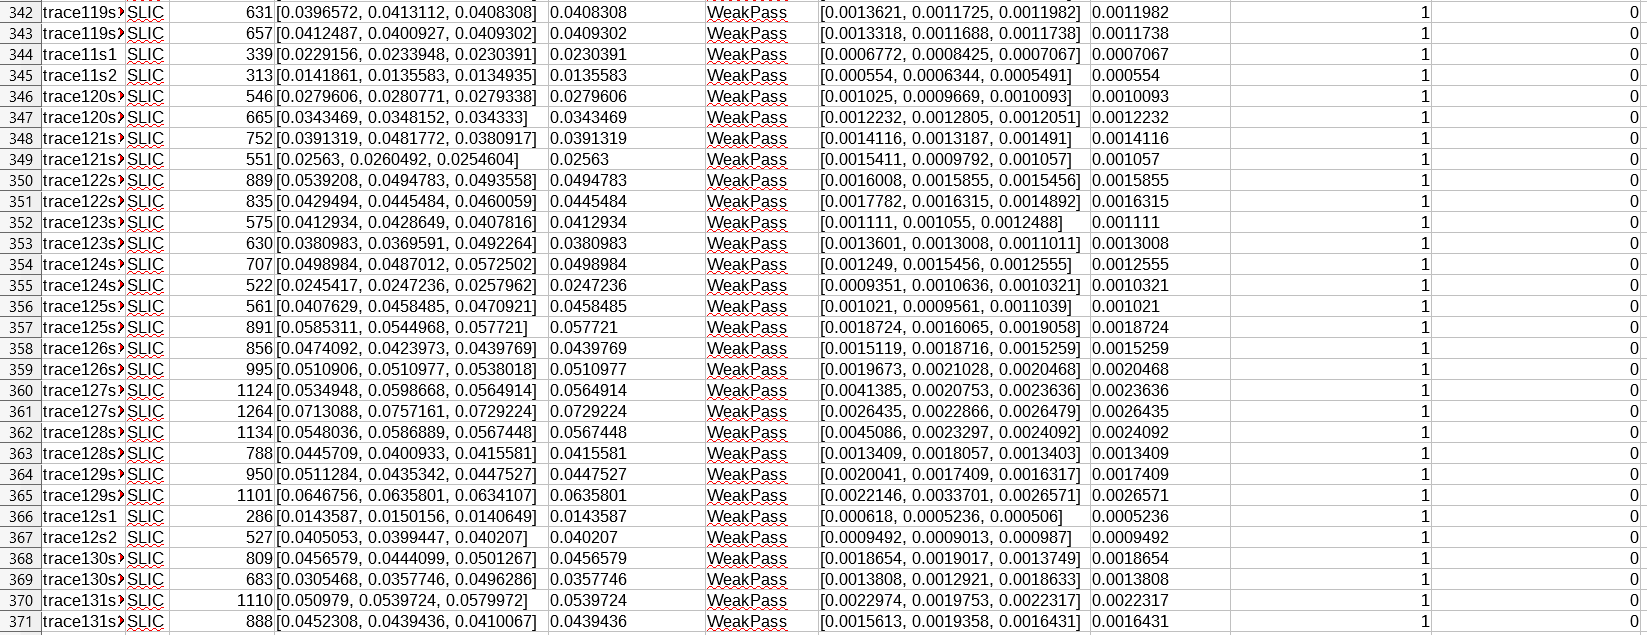 342 trace119s SLIC 631 [0.0396572, 0.0413112, 0.0408308] 0.0408308 WeakPass [0.0013621, 0.0011725, 0.0011982] 0.0011982 1 0
343 trace119s SLIC 657 [0.0412487, 0.0400927, 0.0409302] 0.0409302 WeakPass [0.0013318, 0.0011688, 0.0011738] 0.0011738 1 0
344 trace11s1 SLIC 339 [0.0229156, 0.0233948, 0.0230391] 0.0230391 WeakPass [0.0006772, 0.0008425, 0.0007067] 0.0007067 1 0
345 trace11s2 SLIC 313 [0.0141861, 0.0135583, 0.0134935] 0.0135583 WeakPass [0.000554, 0.0006344, 0.0005491] 0.000554 1 0
346 trace120s SLIC 546 [0.0279606, 0.0280771, 0.0279338] 0.0279606 WeakPass [0.001025, 0.0009669, 0.0010093] 0.0010093 1 0
347 trace120s SLIC 665 [0.0343469, 0.0348152, 0.034333] 0.0343469 WeakPass [0.0012232, 0.0012805, 0.0012051] 0.0012232 1 0
348 trace121s SLIC 752 [0.0391319, 0.0481772, 0.0380917] 0.0391319 WeakPass [0.0014116, 0.0013187, 0.001491] 0.0014116 1 0
349 trace121s SLIC 551 [0.02563, 0.0260492, 0.0254604] 0.02563 WeakPass [0.0015411, 0.0009792, 0.001057] 0.001057 1 0
350 trace122s SLIC 889 [0.0539208, 0.0494783, 0.0493558] 0.0494783 WeakPass [0.0016008, 0.0015855, 0.0015456] 0.0015855 1 0
351 trace122s SLIC 835 [0.0429494, 0.0445484, 0.0460059] 0.0445484 WeakPass [0.0017782, 0.0016315, 0.0014892] 0.0016315 1 0
352 trace123s SLIC 575 [0.0412934, 0.0428649, 0.0407816] 0.0412934 WeakPass [0.001111, 0.001055, 0.0012488] 0.001111 1 0
353 trace123s SLIC 630 [0.0380983, 0.0369591, 0.0492264] 0.0380983 WeakPass [0.0013601, 0.0013008, 0.0011011] 0.0013008 1 0
354 trace124s SLIC 707 [0.0498984, 0.0487012, 0.0572502] 0.0498984 WeakPass [0.001249, 0.0015456, 0.0012555] 0.0012555 1 0
355 trace124s SLIC 522 [0.0245417, 0.0247236, 0.0257962] 0.0247236 WeakPass [0.0009351, 0.0010636, 0.0010321] 0.0010321 1 0
356 trace125s SLIC 561 [0.0407629, 0.0458485, 0.0470921] 0.0458485 WeakPass [0.001021, 0.0009561, 0.0011039] 0.001021 1 0
357 trace125s SLIC 891 [0.0585311, 0.0544968, 0.057721] 0.057721 WeakPass [0.0018724, 0.0016065, 0.0019058] 0.0018724 1 0
358 trace126s SLIC 856 [0.0474092, 0.0423973, 0.0439769] 0.0439769 WeakPass [0.0015119, 0.0018716, 0.0015259] 0.0015259 1 0
359 trace126s SLIC 995 [0.0510906, 0.0510977, 0.0538018] 0.0510977 WeakPass [0.0019673, 0.0021028, 0.0020468] 0.0020468 1 0
360 trace127s SLIC 1124 [0.0534948, 0.0598668, 0.0564914] 0.0564914 WeakPass [0.0041385, 0.0020753, 0.0023636] 0.0023636 1 0
361 trace127s SLIC 1264 [0.0713088, 0.0757161, 0.0729224] 0.0729224 WeakPass [0.0026435, 0.0022866, 0.0026479] 0.0026435 1 0
362 trace128s SLIC 1134 [0.0548036, 0.0586889, 0.0567448] 0.0567448 WeakPass [0.0045086, 0.0023297, 0.0024092] 0.0024092 1 0
363 trace128s SLIC 788 [0.0445709, 0.0400933, 0.0415581] 0.0415581 WeakPass [0.0013409, 0.0018057, 0.0013403] 0.0013409 1 0
364 trace129s SLIC 950 [0.0511284, 0.0435342, 0.0447527] 0.0447527 WeakPass [0.0020041, 0.0017409, 0.0016317] 0.0017409 1 0
365 trace129s SLIC 1101 [0.0646756, 0.0635801, 0.0634107] 0.0635801 WeakPass [0.0022146, 0.0033701, 0.0026571] 0.0026571 1 0
366 trace12s1 SLIC 286 [0.0143587, 0.0150156, 0.0140649] 0.0143587 WeakPass [0.000618, 0.0005236, 0.000506] 0.0005236 1 0
367 trace12s2 SLIC 527 [0.0405053, 0.0399447, 0.040207] 0.040207 WeakPass [0.0009492, 0.0009013, 0.000987] 0.0009492 1 0
368 trace130s SLIC 809 [0.0456579, 0.0444099, 0.0501267] 0.0456579 WeakPass [0.0018654, 0.0019017, 0.0013749] 0.0018654 1 0
369 trace130s SLIC 683 [0.0305468, 0.0357746, 0.0496286] 0.0357746 WeakPass [0.0013808, 0.0012921, 0.0018633] 0.0013808 1 0
370 trace131s SLIC 1110 [0.050979, 0.0539724, 0.0579972] 0.0539724 WeakPass [0.0022974, 0.0019753, 0.0022317] 0.0022317 1 0
371 trace131s SLIC 888 [0.0452308, 0.0439436, 0.0410067] 0.0439436 WeakPass [0.0015613, 0.0019358, 0.0016431] 0.0016431 1 0